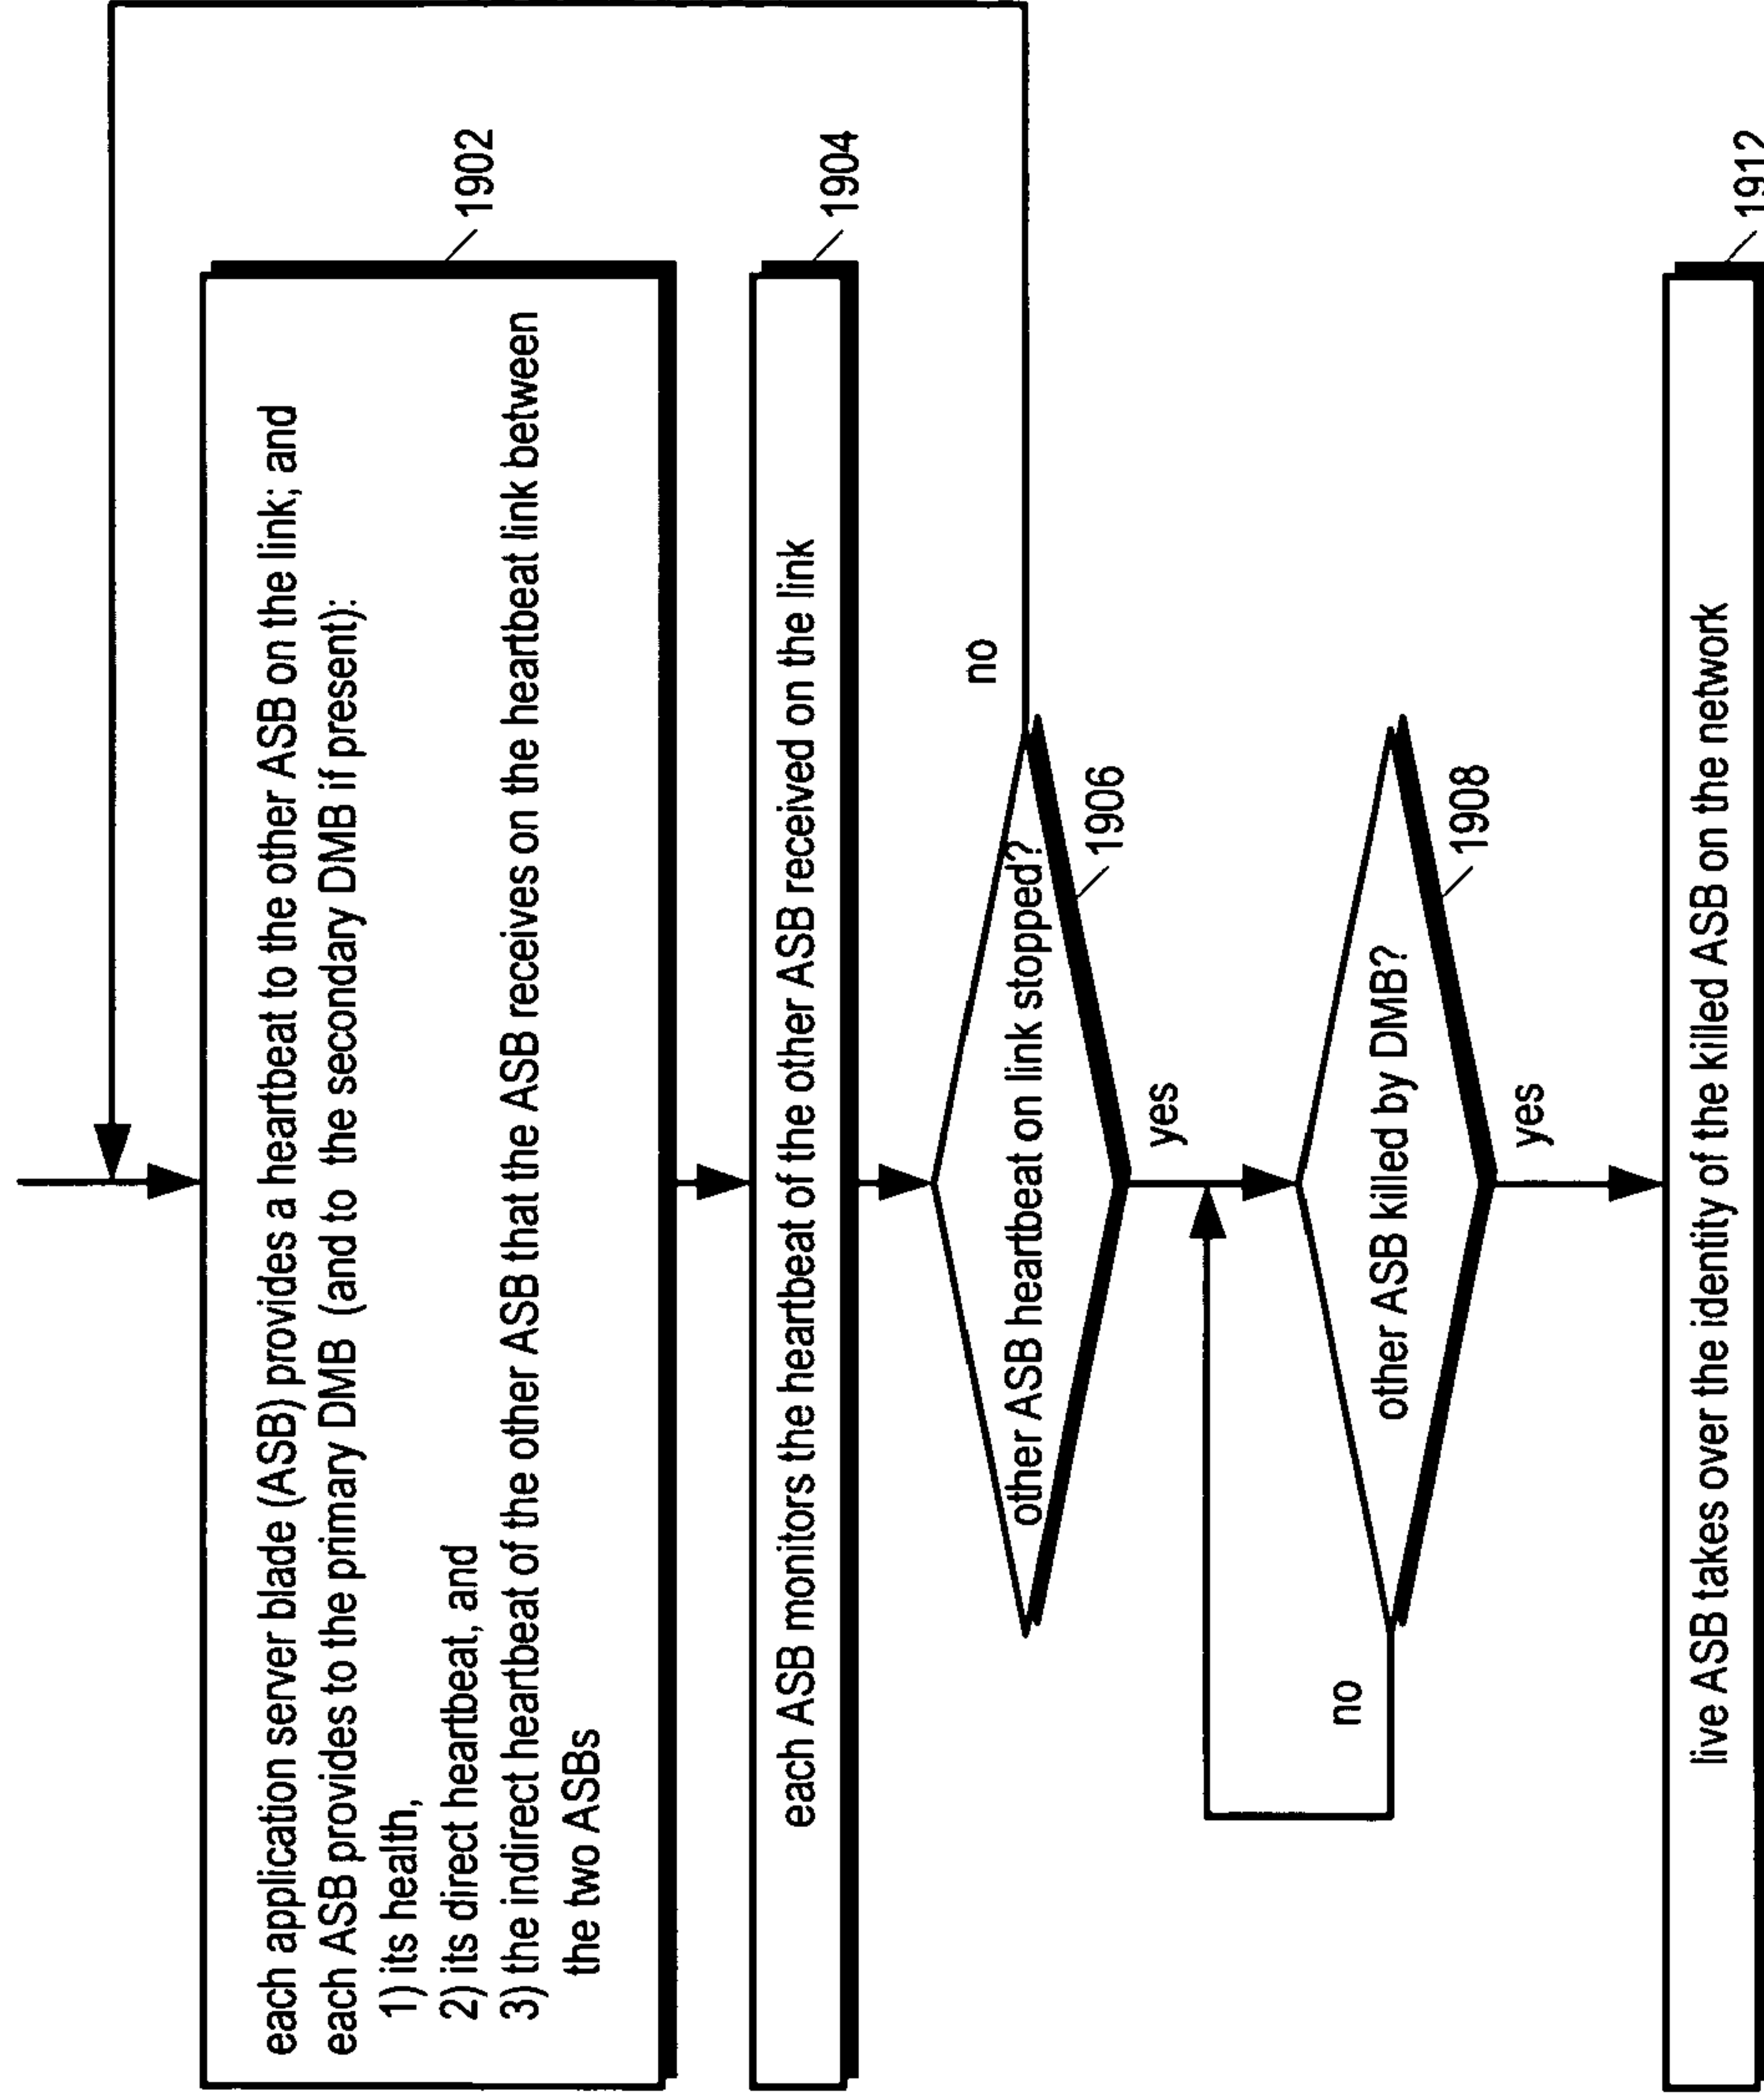 each application server blade (ASB) provides a heartbeat to the other ASB on the link; and
each ASB provides to the primary DMB (and to the secondary DMB if present):
1) its health,
2) its direct heartbeat, and
3) the indirect heartbeat of the other ASB that the ASB receives on the heartbeat link between
the two ASBs
1902
each ASB monitors the heartbeat of the other ASB received on the link
1904
other ASB heartbeat on link stopped?
no
1906
yes
other ASB killed by DMB?
no
1908
yes
live ASB takes over the identity of the killed ASB on the network
1912